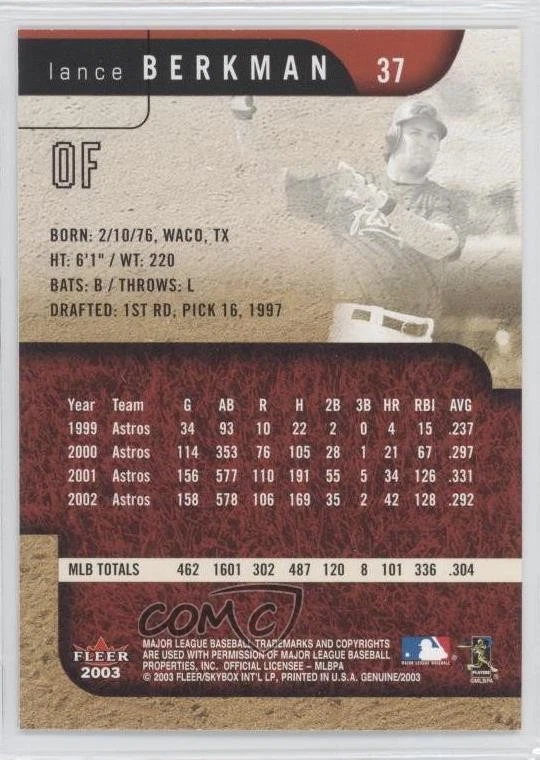 lance BERKMAN 37
OF
BORN: 2/10/76, WACO, TX
HT: 6'1" / WT: 220
BATS: B / THROWS: L
DRAFTED: 1ST RD, PICK 16, 1997
Year Team G AB R H 2B 3B HR RBI AVG
1999 Astros 34 93 10 22 2 0 4 15 .237
2000 Astros 114 353 76 105 28 1 21 67 .297
2001 Astros 156 577 110 191 55 5 34 126 .331
2002 Astros 158 578 106 169 35 2 42 128 .292
MLB TOTALS 462 1601 302 487 120 8 101 336 .304
COMC
FLEER
2003
MAJOR LEAGUE BASEBALL TRADEMARKS AND COPYRIGHTS
ARE USED WITH PERMISSION OF MAJOR LEAGUE BASEBALL
PROPERTIES, INC. OFFICIAL LICENSEE – MLBPA
© 2003 FLEER/SKYBOX INT'L LP, PRINTED IN U.S.A. GENUINE/2003
MAJOR LEAGUE BASEBALL
PLAYERS
©MLBPA